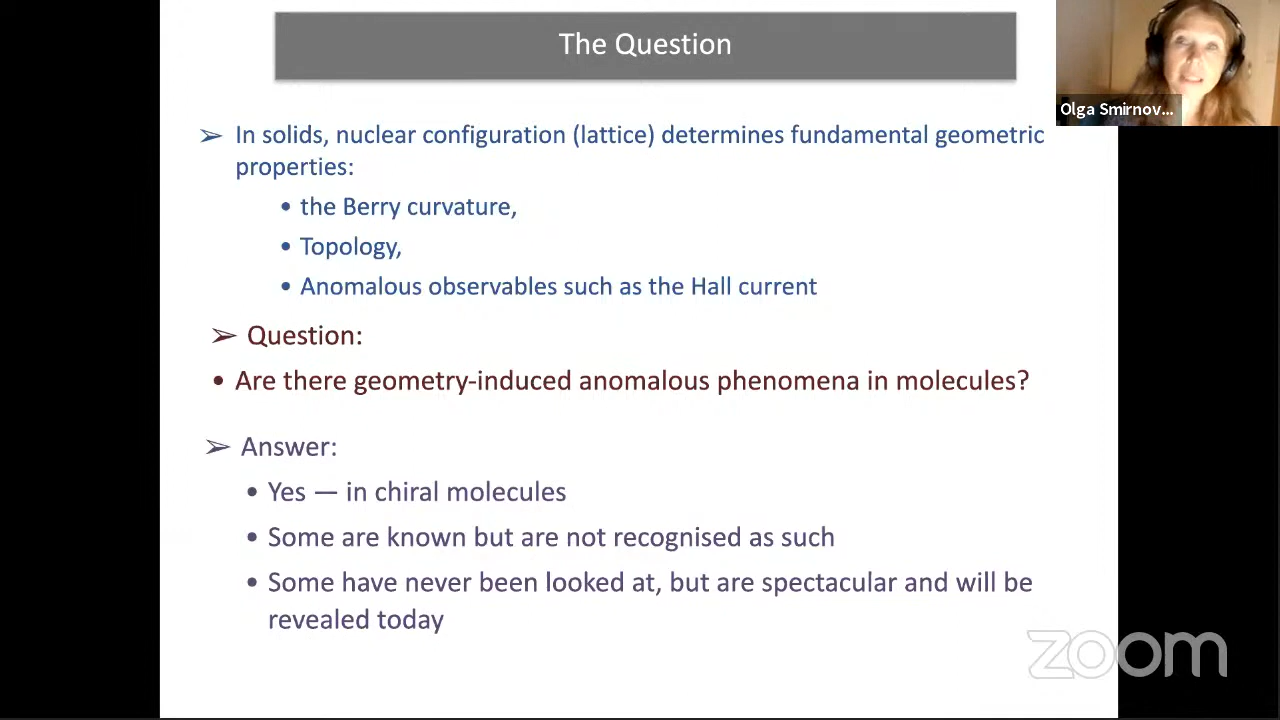 The Question
Olga Smirnov...
➢ In solids, nuclear configuration (lattice) determines fundamental geometric
properties:
• the Berry curvature,
• Topology,
• Anomalous observables such as the Hall current
➢ Question:
• Are there geometry-induced anomalous phenomena in molecules?
➢ Answer:
• Yes — in chiral molecules
• Some are known but are not recognised as such
• Some have never been looked at, but are spectacular and will be
revealed today
zoom